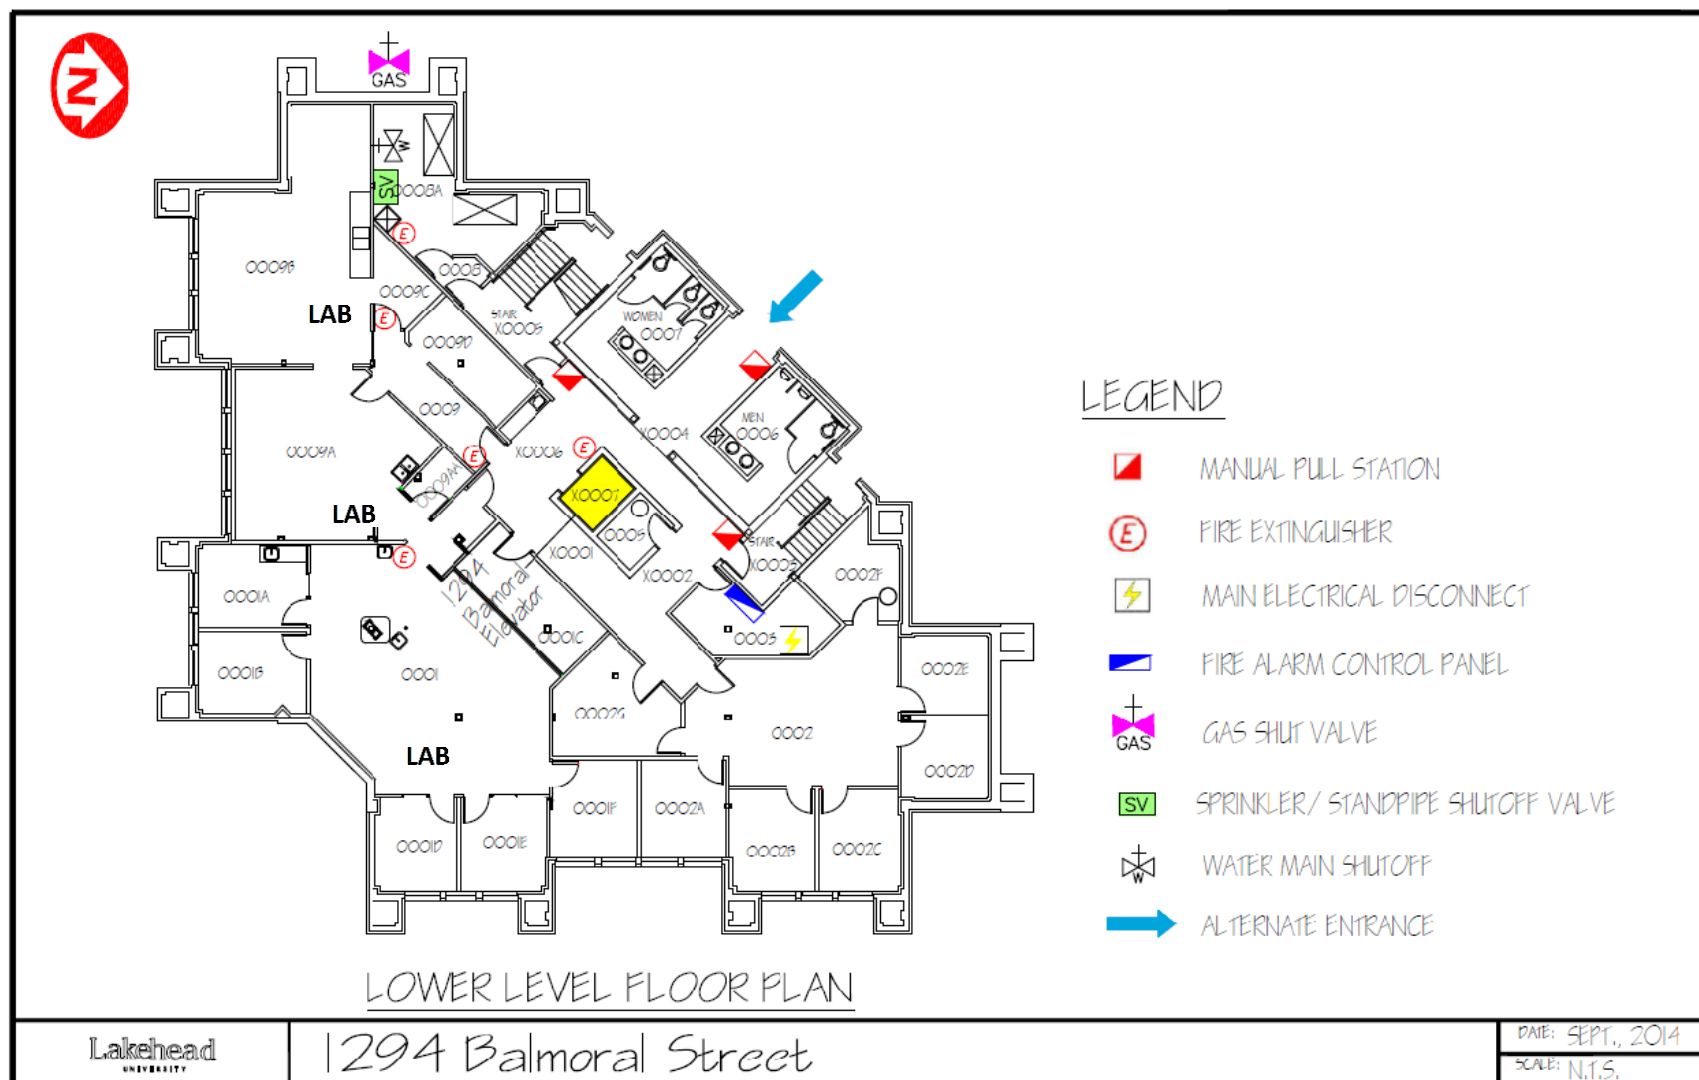 N
GAS
W
SV
0008A
E
0009B
0008
0009C
LAB
E
STAIR
X0005
WOMEN
0007
0009D
0009
MEN
0006
X0004
0009A
E
X0006
E
0009AA
X0007
LAB
0005
E
X0001
X0002
STAIR
X0003
0002F
1294
Balmoral
Elevator
0001A
0001C
0003
0001B
0001
0002E
0002G
0002
LAB
0002D
0001F
0002A
0001D
0001E
0002B
0002C
LEGEND
MANUAL PULL STATION
E FIRE EXTINGUISHER
MAIN ELECTRICAL DISCONNECT
FIRE ALARM CONTROL PANEL
GAS GAS SHUT VALVE
SV SPRINKLER/ STANDPIPE SHUTOFF VALVE
W WATER MAIN SHUTOFF
ALTERNATE ENTRANCE
LOWER LEVEL FLOOR PLAN
Lakehead
UNIVERSITY
1294 Balmoral Street
DATE: SEPT., 2014
SCALE: N.T.S.